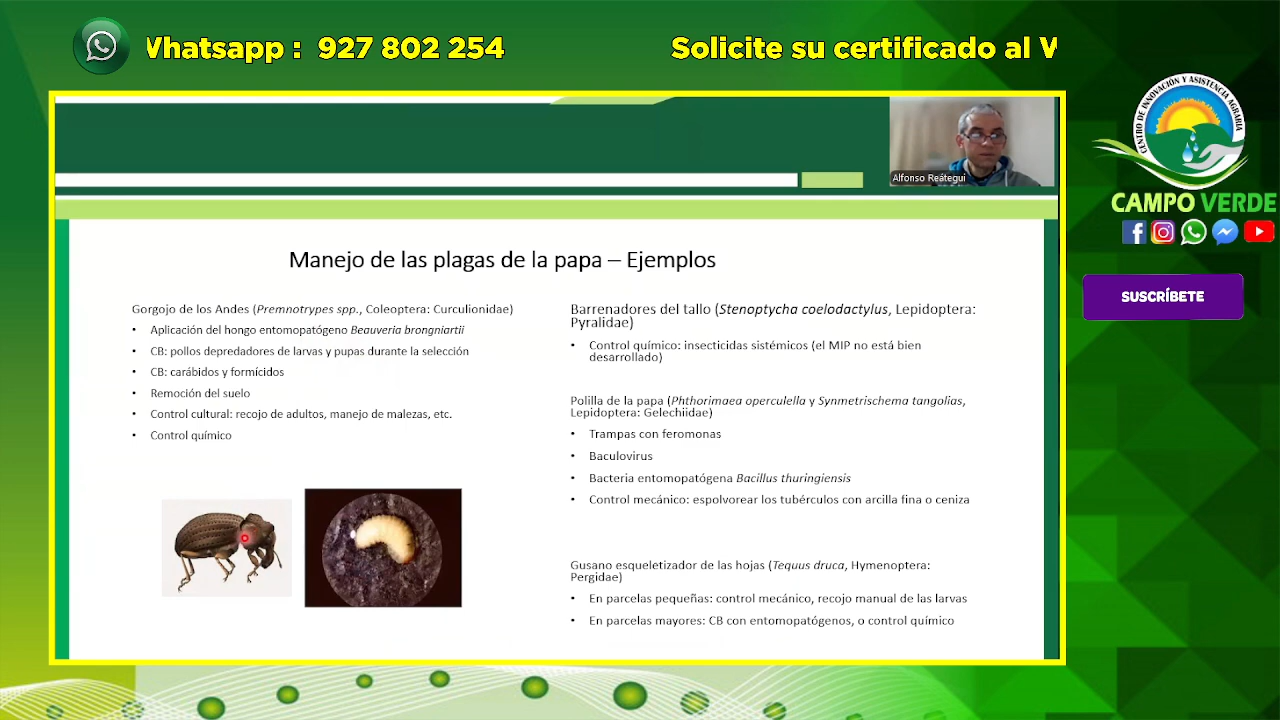 Whatsapp : 927 802 254
Solicite su certificado al
Alfonso Reátegui
CENTRO DE INNOVACIÓN Y ASISTENCIA AGRARIA
CAMPO VERDE
SUSCRÍBETE
Manejo de las plagas de la papa – Ejemplos
Gorgojo de los Andes (Premnotrypes spp., Coleoptera: Curculionidae)
• Aplicación del hongo entomopatógeno Beauveria brongniartii
• CB: pollos depredadores de larvas y pupas durante la selección
• CB: carábidos y formícidos
• Remoción del suelo
• Control cultural: recojo de adultos, manejo de malezas, etc.
• Control químico
Barrenadores del tallo (Stenoptycha coelodactylus, Lepidoptera:
Pyralidae)
• Control químico: insecticidas sistémicos (el MIP no está bien
desarrollado)
Polilla de la papa (Phthorimaea operculella y Synmetrischema tangolias,
Lepidoptera: Gelechiidae)
• Trampas con feromonas
• Baculovirus
• Bacteria entomopatógena Bacillus thuringiensis
• Control mecánico: espolvorear los tubérculos con arcilla fina o ceniza
Gusano esqueletizador de las hojas (Tequus druca, Hymenoptera:
Pergidae)
• En parcelas pequeñas: control mecánico, recojo manual de las larvas
• En parcelas mayores: CB con entomopatógenos, o control químico